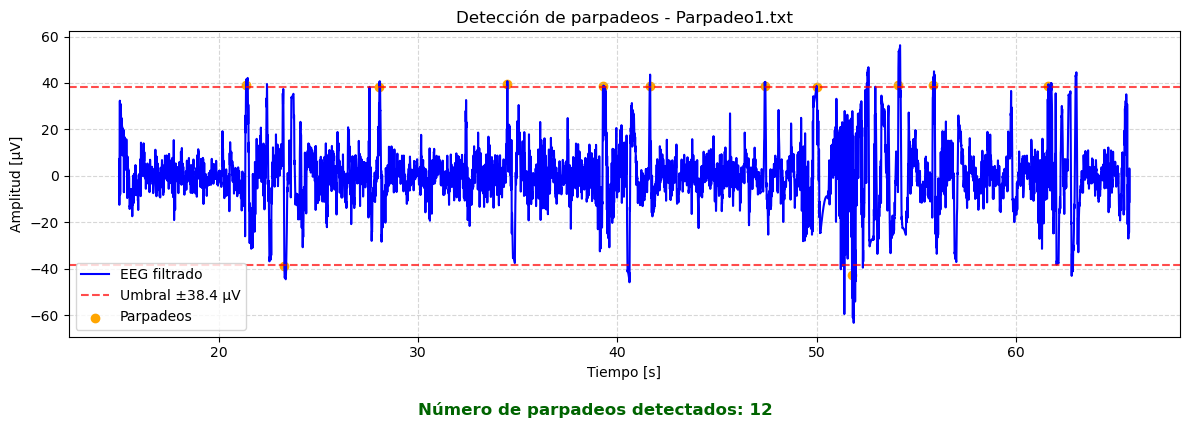 Detección de parpadeos - Parpadeo1.txt
60
40
20
0
−20
−40
−60
Amplitud [µV]
EEG filtrado
Umbral ±38.4 µV
Parpadeos
20
30
40
50
60
Tiempo [s]
Número de parpadeos detectados: 12